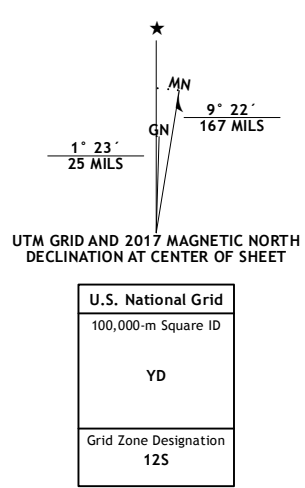 MN
GN
9° 22´
167 MILS
1° 23´
25 MILS
UTM GRID AND 2017 MAGNETIC NORTH
DECLINATION AT CENTER OF SHEET
U.S. National Grid
100,000-m Square ID
YD
Grid Zone Designation
12S